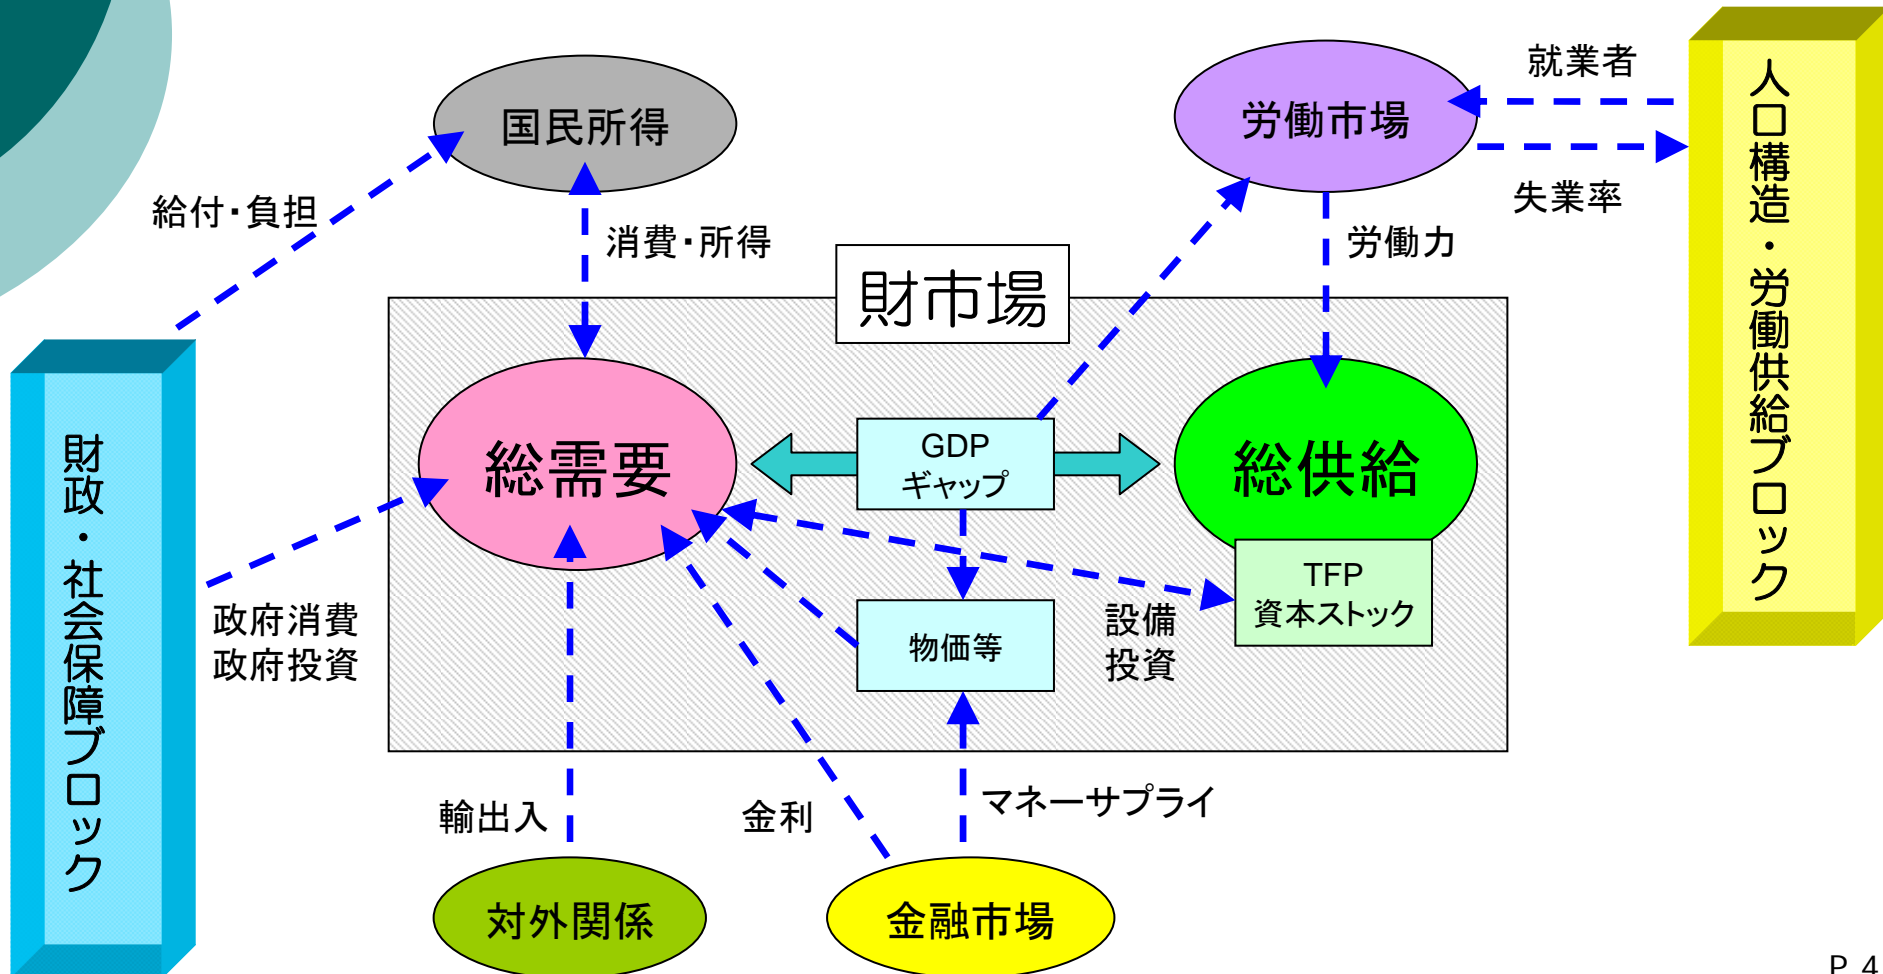 国民所得
労働市場
就業者
失業率
人口構造・労働供給ブロック
給付・負担
消費・所得
労働力
財市場
財政・社会保障ブロック
総需要
GDP
ギャップ
総供給
TFP
資本ストック
政府消費
政府投資
物価等
設備
投資
輸出入
金利
マネーサプライ
対外関係
金融市場
P 4